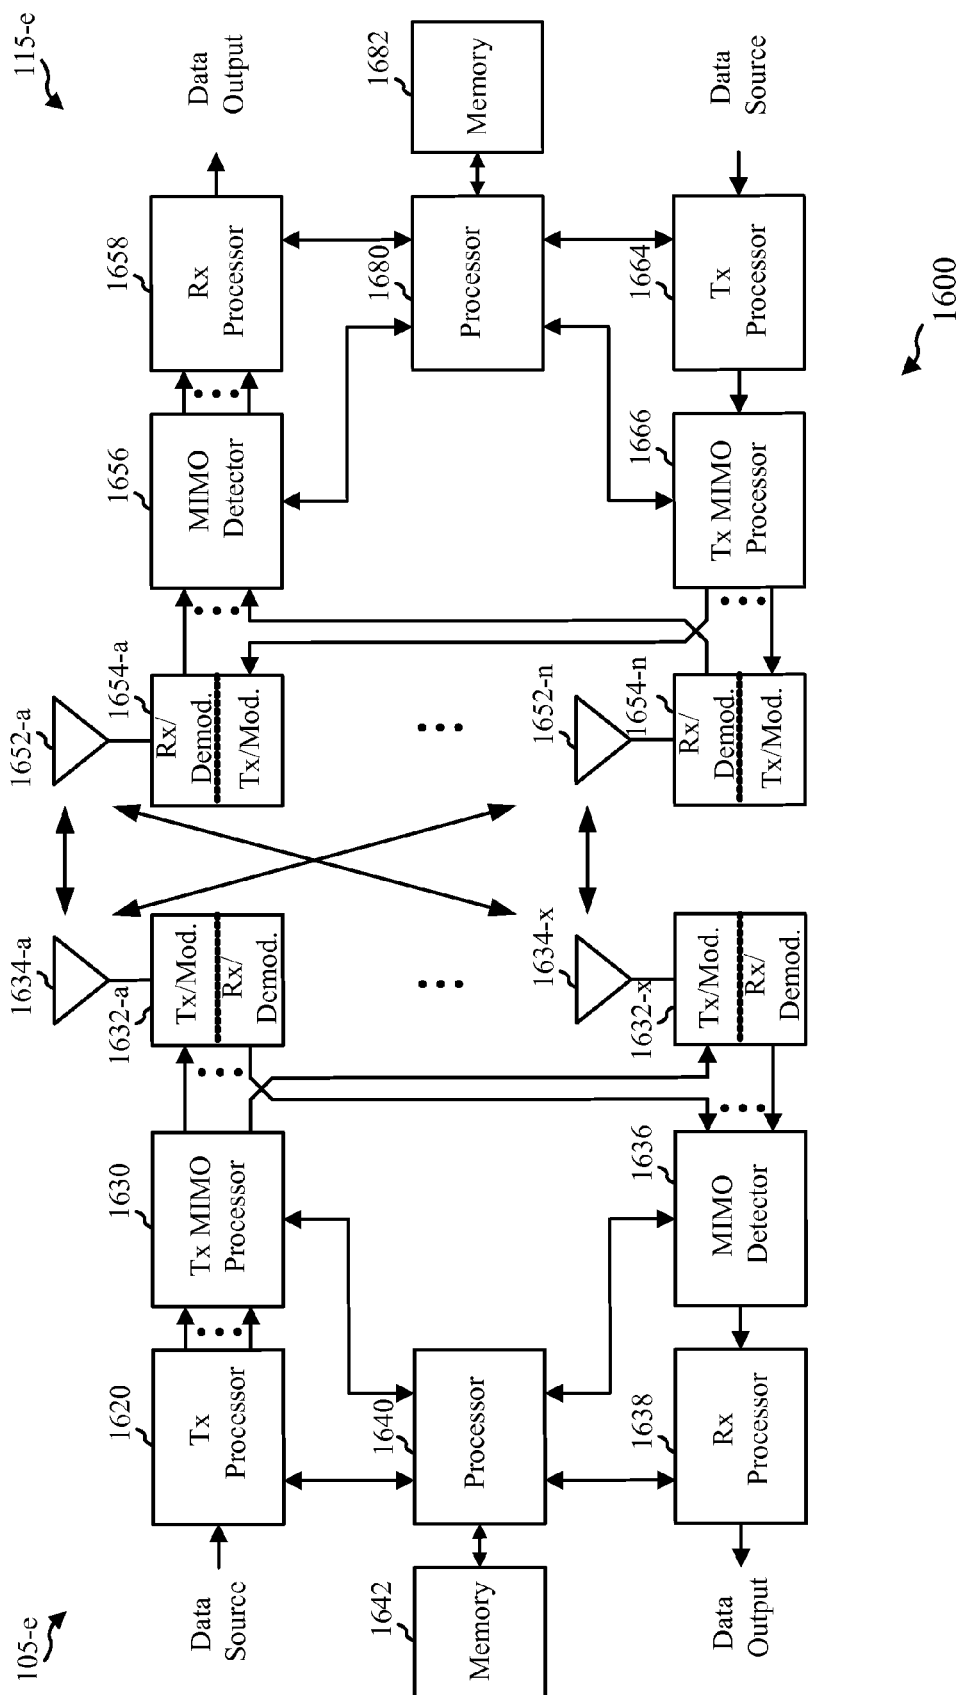 105-e
115-e
Data
Source
1620
Tx
Processor
1630
Tx MIMO
Processor
1634-a
1632-a
Tx/Mod.
Rx/
Demod.
1652-a
1654-a
Rx/
Demod.
Tx/Mod.
1656
MIMO
Detector
1658
Rx
Processor
Data
Output
1642
Memory
1640
Processor
1680
Processor
1682
Memory
Data
Output
1638
Rx
Processor
1636
MIMO
Detector
1634-x
1632-x
Tx/Mod.
Rx/
Demod.
1652-n
1654-n
Rx/
Demod.
Tx/Mod.
1666
Tx MIMO
Processor
1664
Tx
Processor
Data
Source
1600